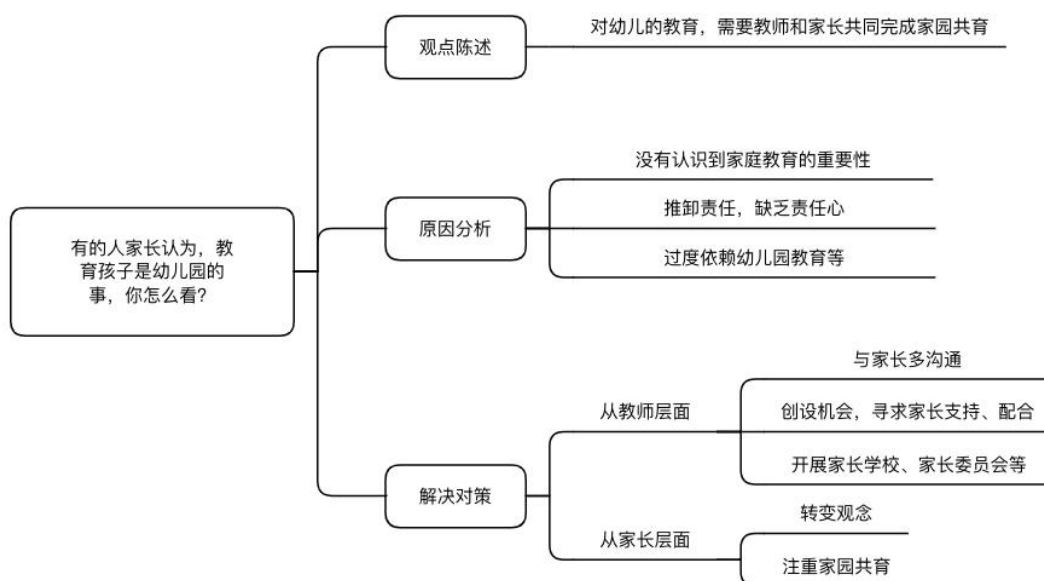 有的人家长认为，教
育孩子是幼儿园的
事，你怎么看?
观点陈述
对幼儿的教育，需要教师和家长共同完成家园共育
原因分析
没有认识到家庭教育的重要性
推卸责任，缺乏责任心
过度依赖幼儿园教育等
解决对策
从教师层面
与家长多沟通
创设机会，寻求家长支持、配合
开展家长学校、家长委员会等
从家长层面
转变观念
注重家园共育